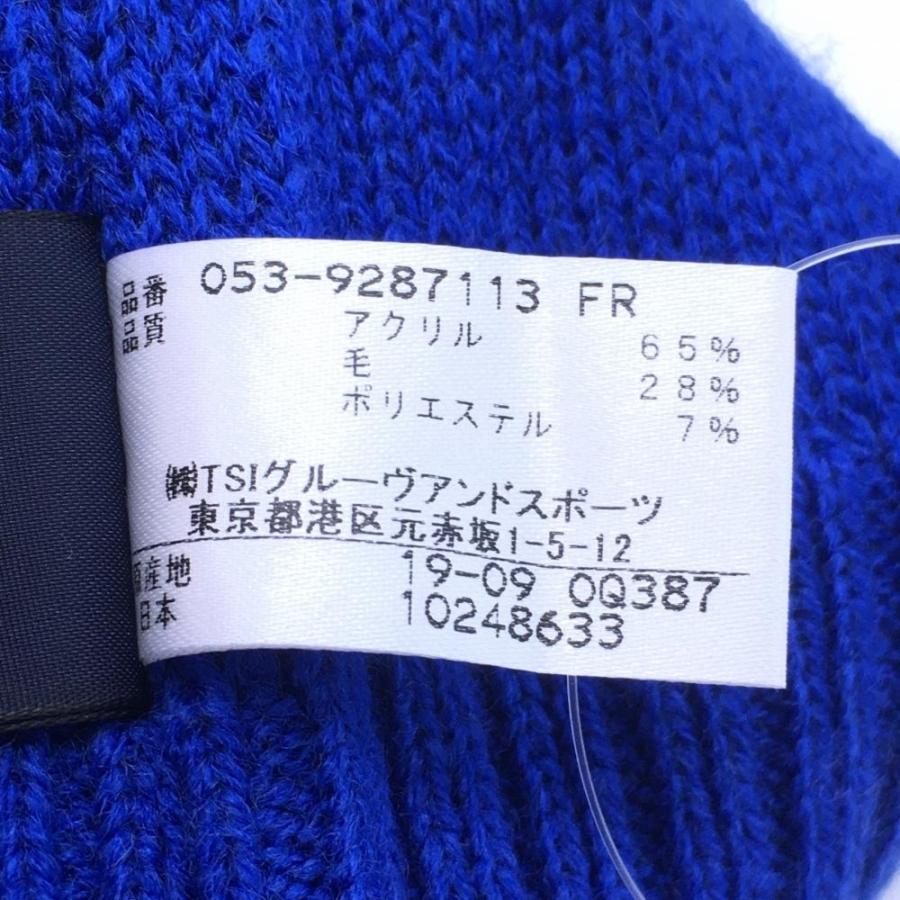 品番 053-9287113 FR
品質 アクリル 65%
毛 28%
ポリエステル 7%
㈱TSIグルーヴアンドスポーツ
東京都港区元赤坂1-5-12
原産地 19-09 0Q387
日本 10248633